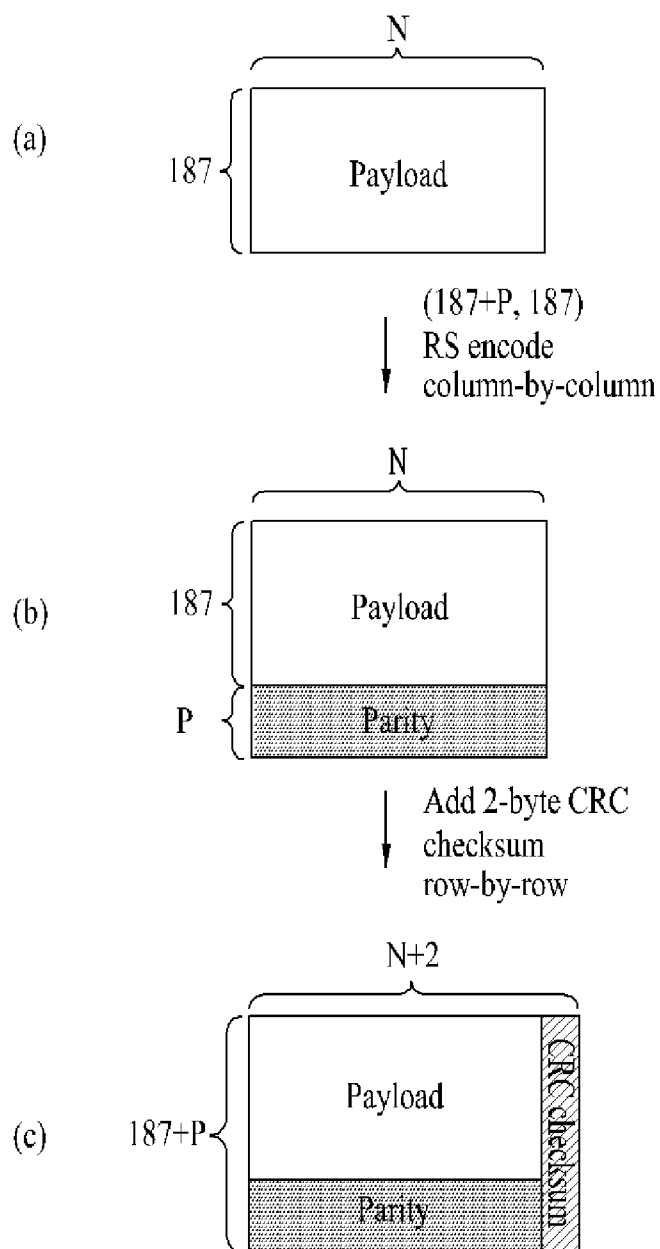 N
(a)
187
Payload
(187+P, 187)
RS encode
column-by-column
N
(b)
187
Payload
P
Parity
Add 2-byte CRC
checksum
row-by-row
N+2
(c)
187+P
Payload
CRC checksum
Parity